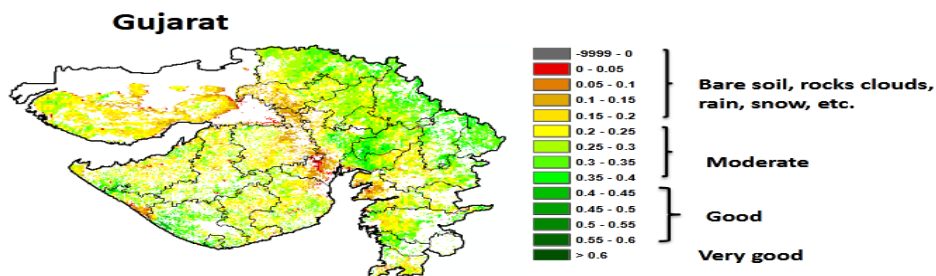 Gujarat
-9999 - 0
0 - 0.05
0.05 - 0.1
0.1 - 0.15
0.15 - 0.2
0.2 - 0.25
0.25 - 0.3
0.3 - 0.35
0.35 - 0.4
0.4 - 0.45
0.45 - 0.5
0.5 - 0.55
0.55 - 0.6
> 0.6
Bare soil, rocks clouds,
rain, snow, etc.
Moderate
Good
Very good